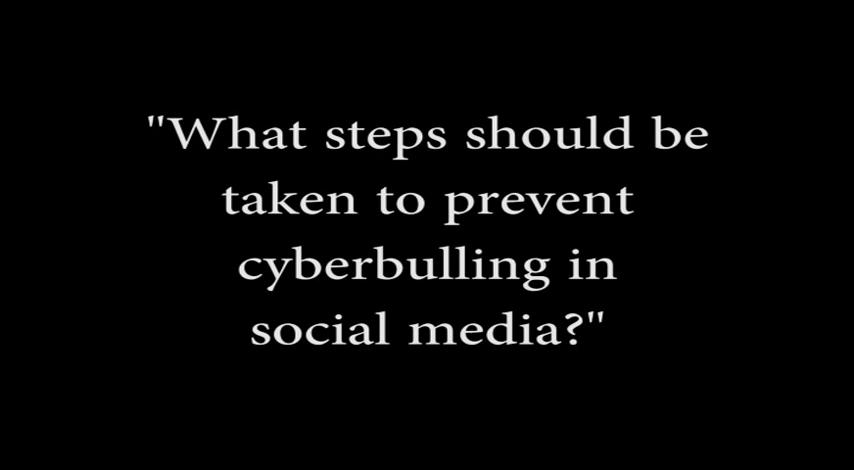 "What steps should be
taken to prevent
cyberbulling in
social media?"